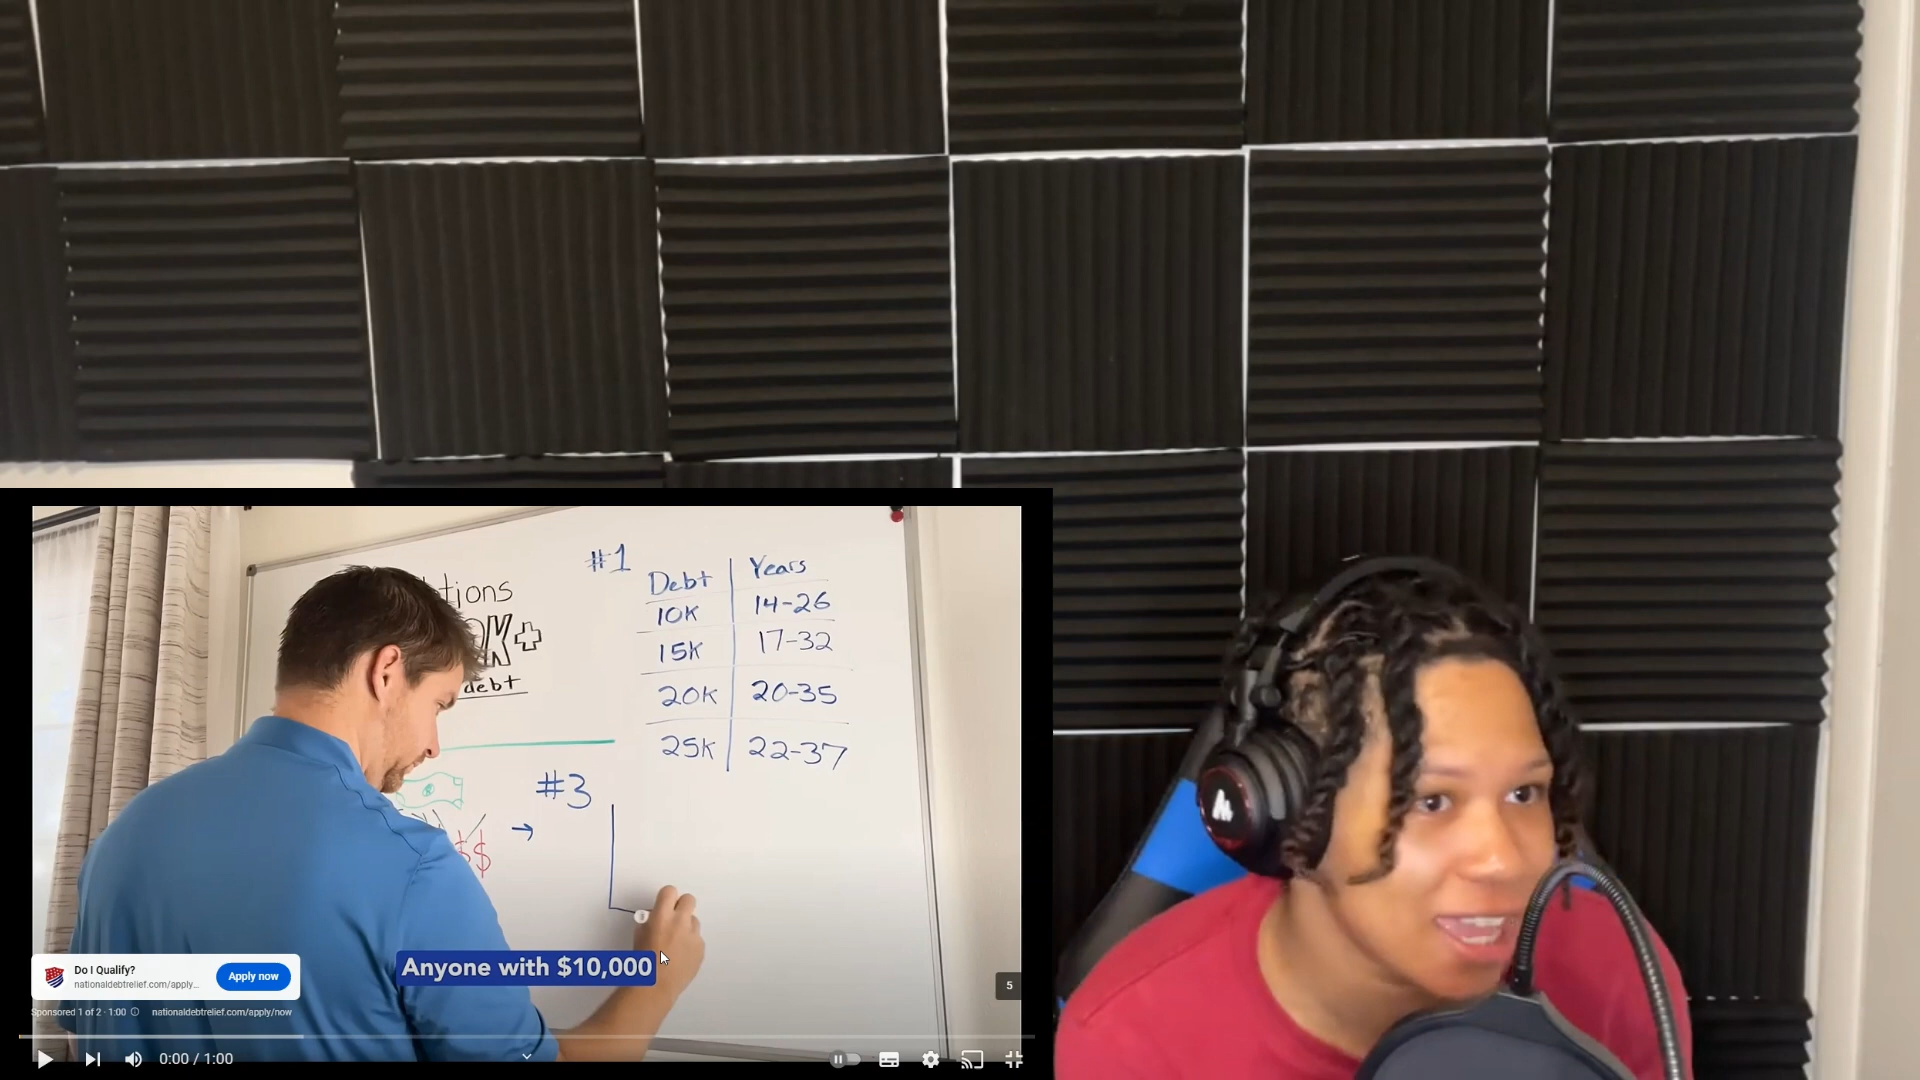 #1
Debt Years
10K 14-26
15K 17-32
20K 20-35
25K 22-37
tions
K+
debt
#3
$$
Anyone with $10,000
Do I Qualify?
nationaldebtrelief.com/apply...
Apply now
Sponsored 1 of 2 · 1:00
nationaldebtrelief.com/apply/now
5
0:00 / 1:00